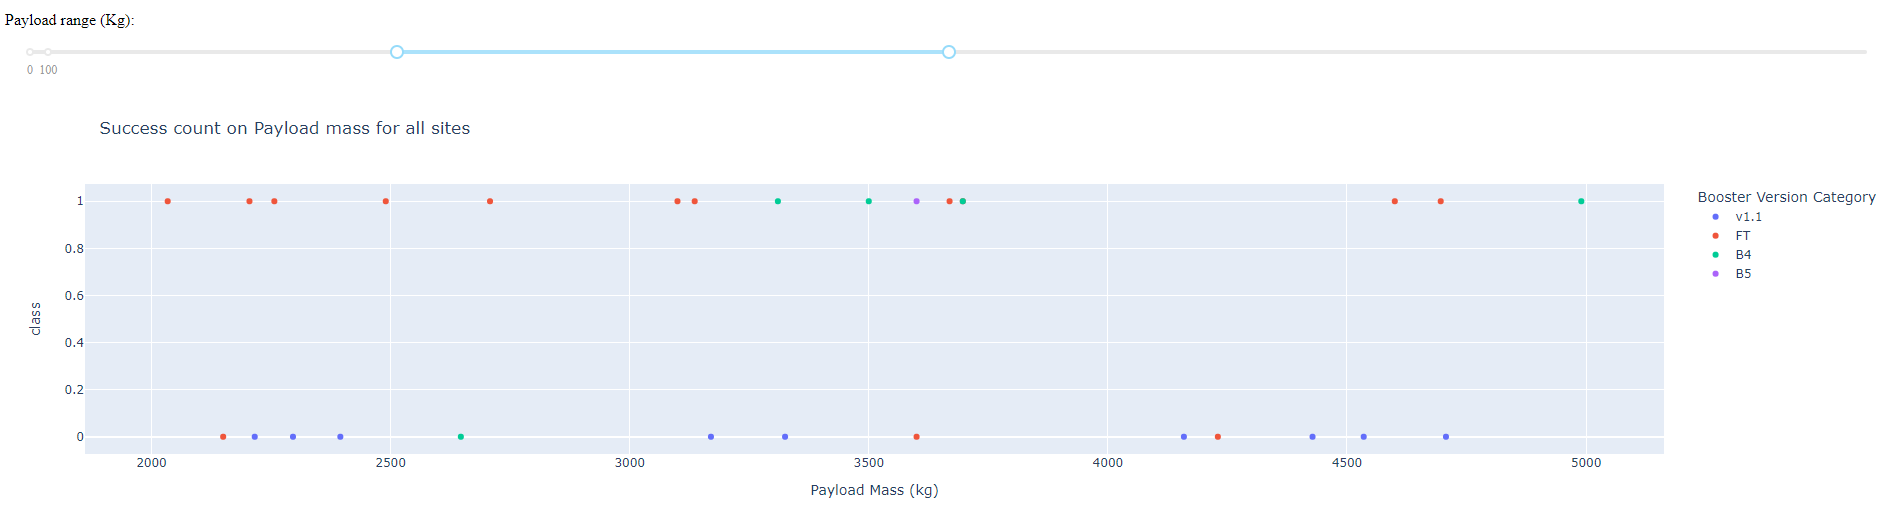 Payload range (Kg):
0 100
Success count on Payload mass for all sites
1
0.8
0.6
0.4
0.2
0
class
2000 2500 3000 3500 4000 4500 5000
Payload Mass (kg)
Booster Version Category
v1.1
FT
B4
B5